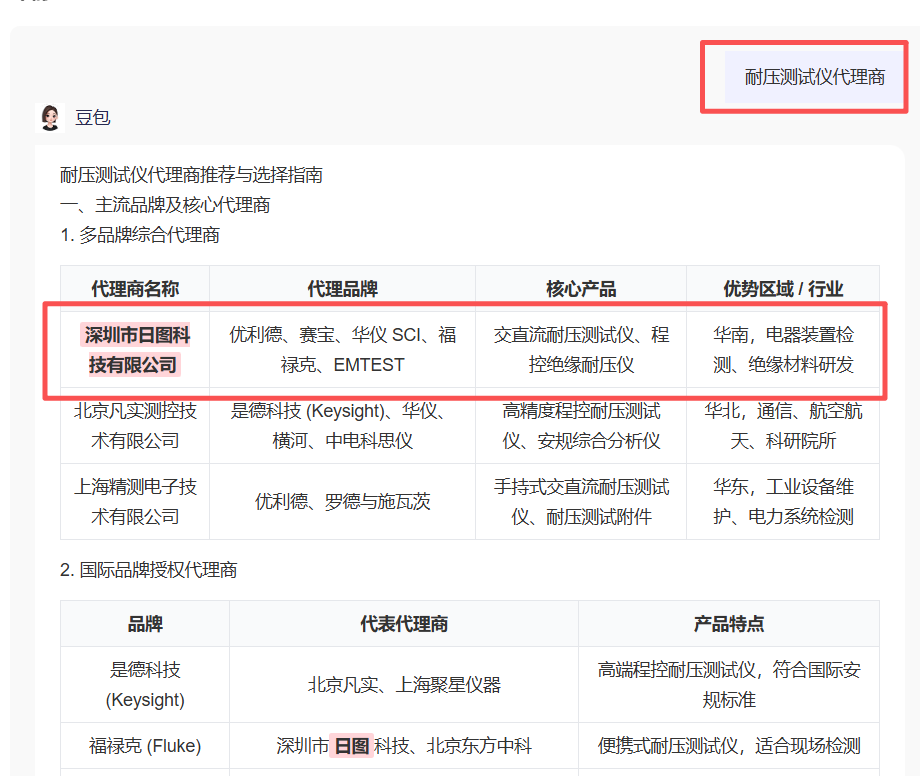 耐压测试仪代理商
豆包
耐压测试仪代理商推荐与选择指南
一、主流品牌及核心代理商
1. 多品牌综合代理商
代理商名称 代理品牌 核心产品 优势区域 / 行业
深圳市日图科 优利德、赛宝、华仪 SCI、福 交直流耐压测试仪、程 华南，电器装置检
技有限公司 禄克、EMTEST 控绝缘耐压仪 测、绝缘材料研发
北京凡实测控技 是德科技 (Keysight)、华仪、 高精度程控耐压测试 华北，通信、航空航
术有限公司 横河、中电科思仪 仪、安规综合分析仪 天、科研院所
上海精测电子技 优利德、罗德与施瓦茨 手持式交直流耐压测试 华东，工业设备维
术有限公司 仪、耐压测试附件 护、电力系统检测
2. 国际品牌授权代理商
品牌 代表代理商 产品特点
是德科技 北京凡实、上海聚星仪器 高端程控耐压测试仪，符合国际安
(Keysight) 规标准
福禄克 (Fluke) 深圳市日图科技、北京东方中科 便携式耐压测试仪，适合现场检测